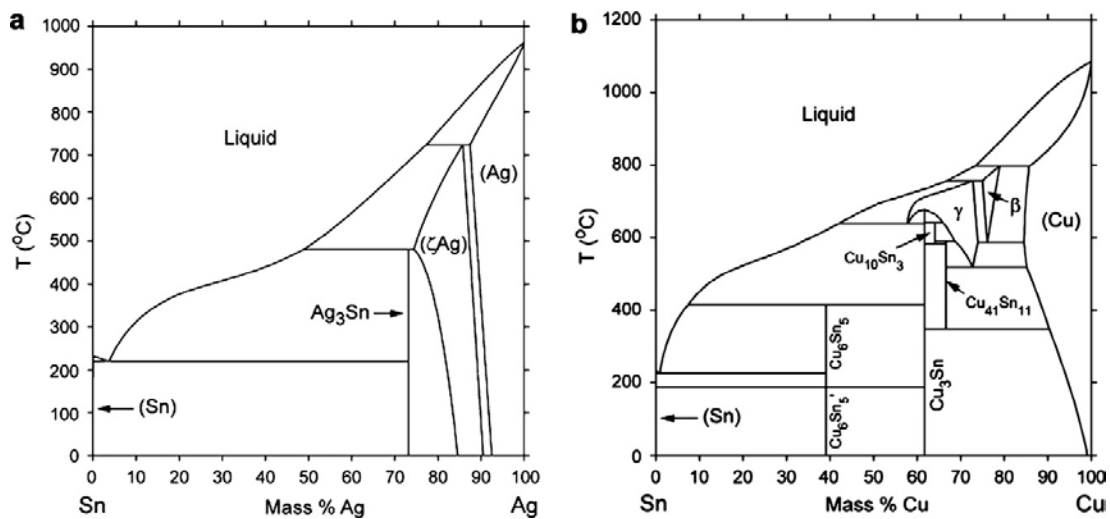 a
1000
900
800
700
600
500
400
300
200
100
0
T (°C)
Liquid
(Ag)
(ζAg)
Ag₃Sn
(Sn)
0 10 20 30 40 50 60 70 80 90 100
Sn Mass % Ag Ag
b
1200
1000
800
600
400
200
0
T (°C)
Liquid
γ
β
(Cu)
Cu₁₀Sn₃
Cu₄₁Sn₁₁
Cu₆Sn₅
Cu₃Sn
(Sn)
Cu₆Sn₅'
0 10 20 30 40 50 60 70 80 90 100
Sn Mass % Cu Cu